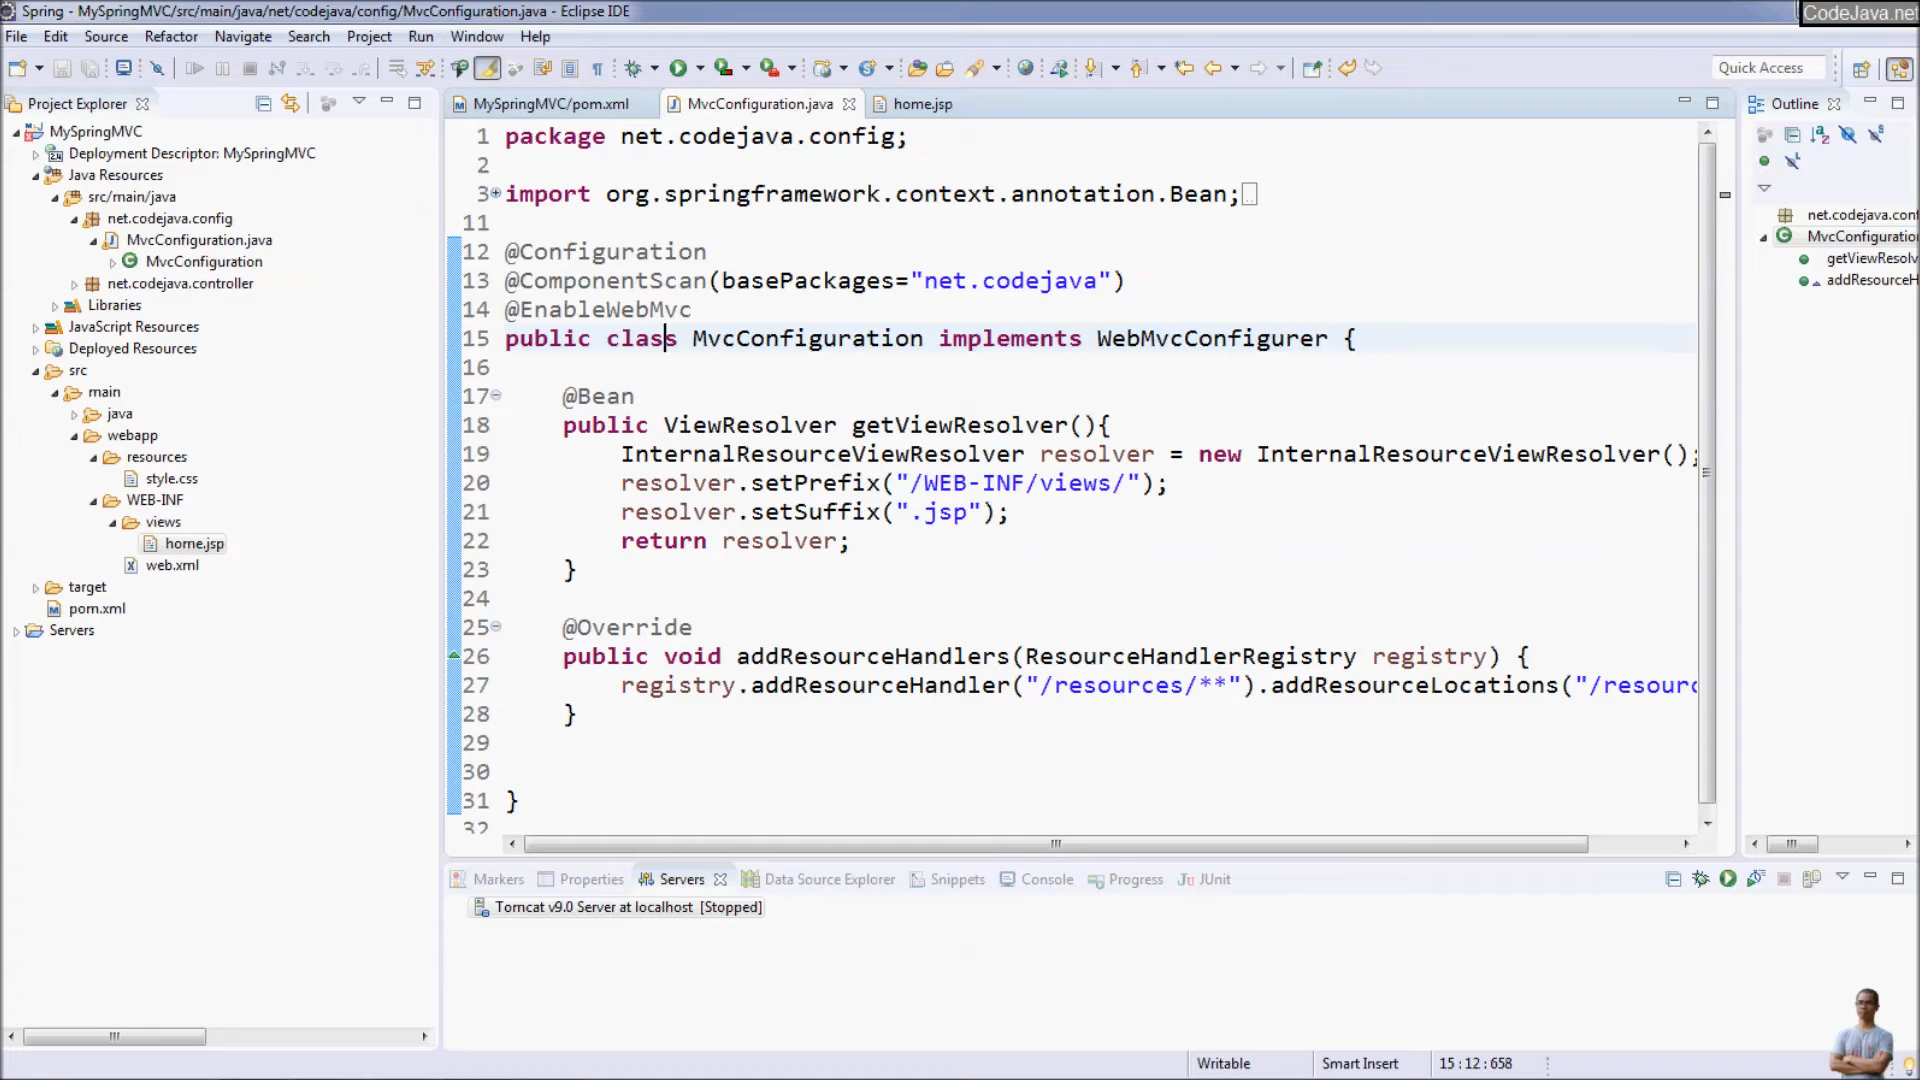 Spring - MySpringMVC/src/main/java/net/codejava/config/MvcConfiguration.java - Eclipse IDE
CodeJava.net
File Edit Source Refactor Navigate Search Project Run Window Help
Quick Access
Project Explorer
MySpringMVC
Deployment Descriptor: MySpringMVC
Java Resources
src/main/java
net.codejava.config
MvcConfiguration.java
MvcConfiguration
net.codejava.controller
Libraries
JavaScript Resources
Deployed Resources
src
main
java
webapp
resources
style.css
WEB-INF
views
home.jsp
web.xml
target
pom.xml
Servers
MySpringMVC/pom.xml MvcConfiguration.java home.jsp
1 package net.codejava.config;
2
3 import org.springframework.context.annotation.Bean;
11
12 @Configuration
13 @ComponentScan(basePackages="net.codejava")
14 @EnableWebMvc
15 public class MvcConfiguration implements WebMvcConfigurer {
16
17 @Bean
18 public ViewResolver getViewResolver(){
19 InternalResourceViewResolver resolver = new InternalResourceViewResolver();
20 resolver.setPrefix("/WEB-INF/views/");
21 resolver.setSuffix(".jsp");
22 return resolver;
23 }
24
25 @Override
26 public void addResourceHandlers(ResourceHandlerRegistry registry) {
27 registry.addResourceHandler("/resources/**").addResourceLocations("/resourc
28 }
29
30
31 }
32
Outline
net.codejava.conf
MvcConfiguratio
getViewResolv
addResourceH
Markers Properties Servers Data Source Explorer Snippets Console Progress JUnit
Tomcat v9.0 Server at localhost [Stopped]
Writable Smart Insert 15 : 12 : 658